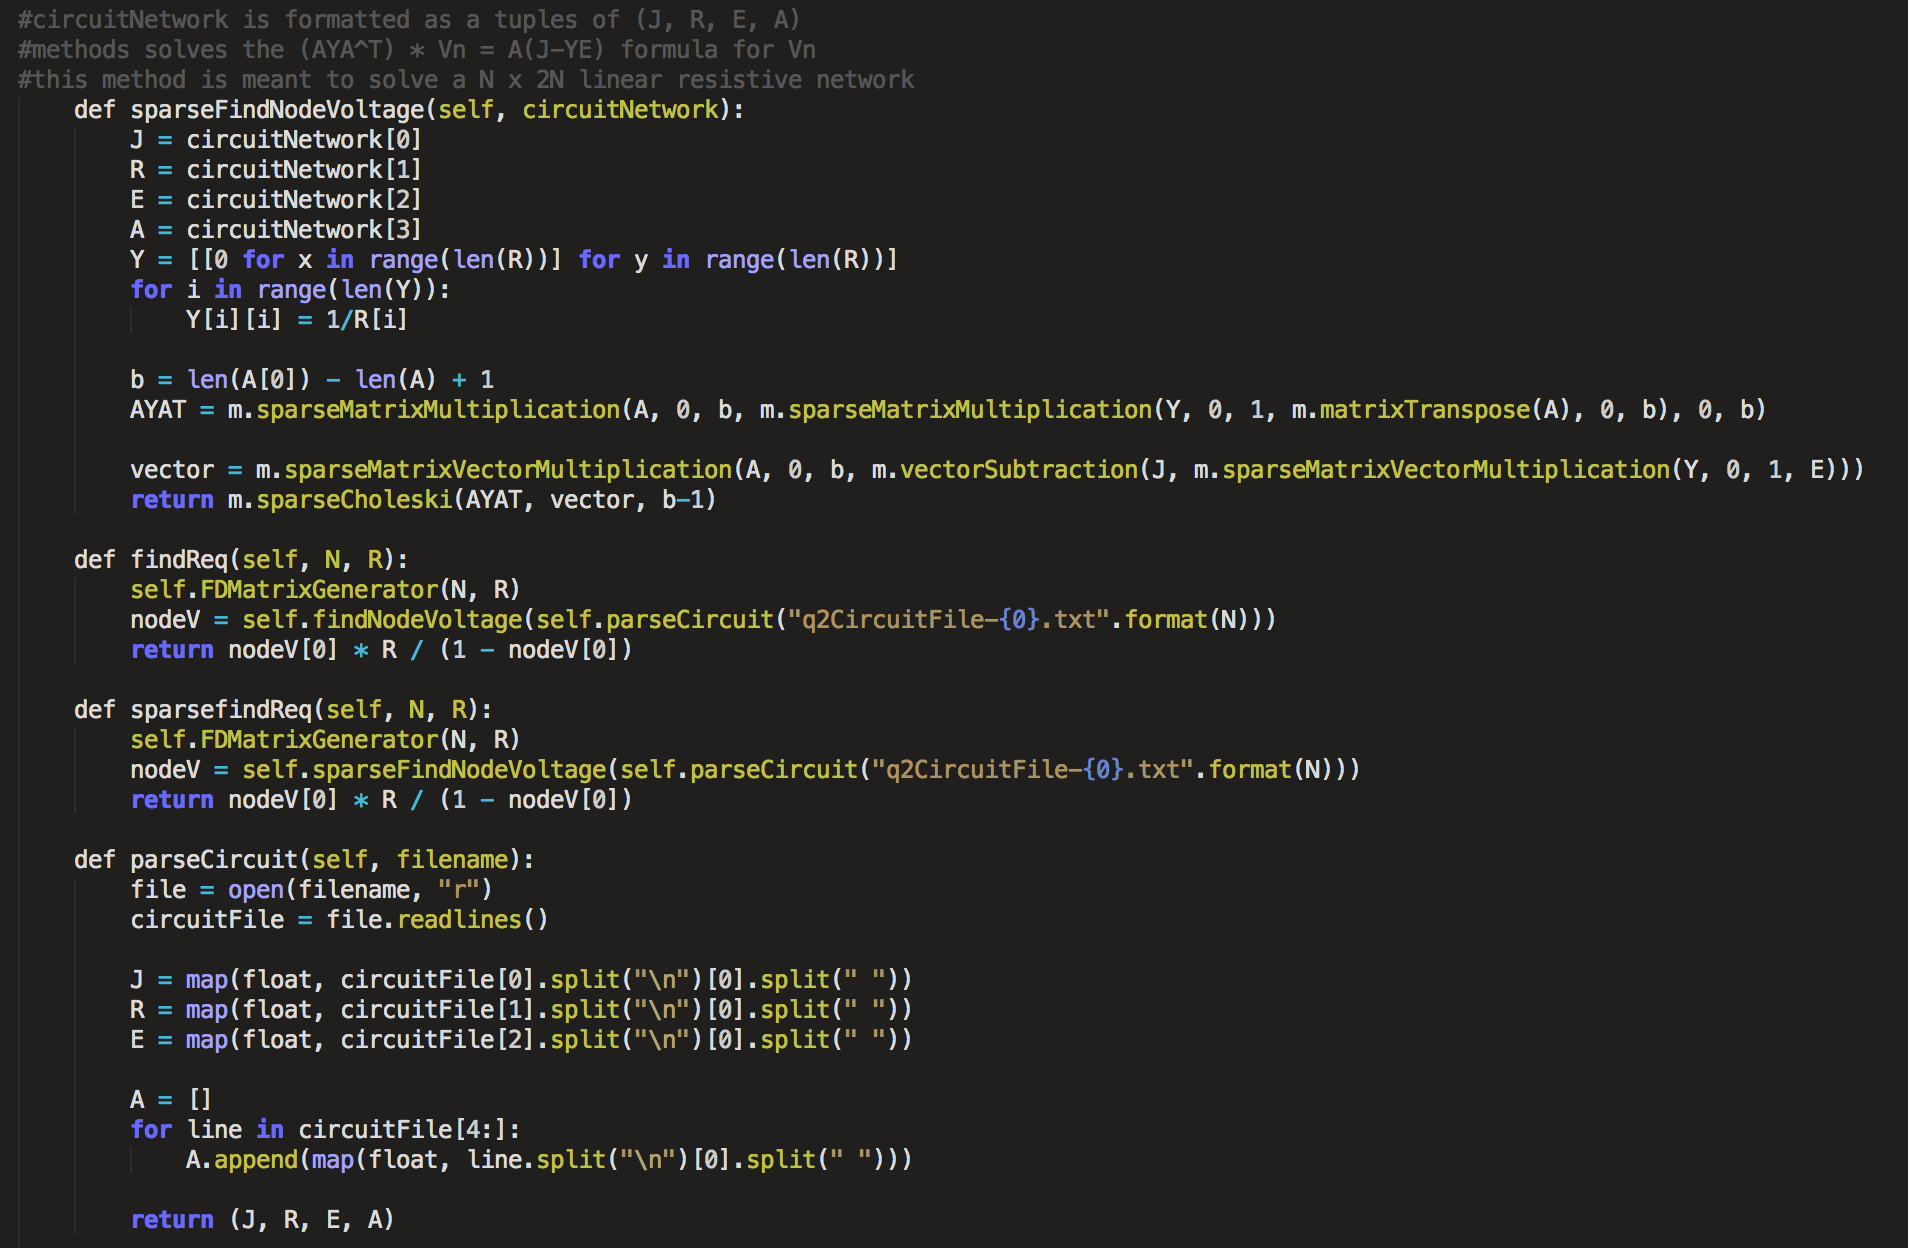 #circuitNetwork is formatted as a tuples of (J, R, E, A)
#methods solves the (AYA^T) * Vn = A(J-YE) formula for Vn
#this method is meant to solve a N x 2N linear resistive network
    def sparseFindNodeVoltage(self, circuitNetwork):
        J = circuitNetwork[0]
        R = circuitNetwork[1]
        E = circuitNetwork[2]
        A = circuitNetwork[3]
        Y = [[0 for x in range(len(R))] for y in range(len(R))]
        for i in range(len(Y)):
            Y[i][i] = 1/R[i]

        b = len(A[0]) - len(A) + 1
        AYAT = m.sparseMatrixMultiplication(A, 0, b, m.sparseMatrixMultiplication(Y, 0, 1, m.matrixTranspose(A), 0, b), 0, b)

        vector = m.sparseMatrixVectorMultiplication(A, 0, b, m.vectorSubtraction(J, m.sparseMatrixVectorMultiplication(Y, 0, 1, E)))
        return m.sparseCholeski(AYAT, vector, b-1)

    def findReq(self, N, R):
        self.FDMatrixGenerator(N, R)
        nodeV = self.findNodeVoltage(self.parseCircuit("q2CircuitFile-{0}.txt".format(N)))
        return nodeV[0] * R / (1 - nodeV[0])

    def sparsefindReq(self, N, R):
        self.FDMatrixGenerator(N, R)
        nodeV = self.sparseFindNodeVoltage(self.parseCircuit("q2CircuitFile-{0}.txt".format(N)))
        return nodeV[0] * R / (1 - nodeV[0])

    def parseCircuit(self, filename):
        file = open(filename, "r")
        circuitFile = file.readlines()

        J = map(float, circuitFile[0].split("\n")[0].split(" "))
        R = map(float, circuitFile[1].split("\n")[0].split(" "))
        E = map(float, circuitFile[2].split("\n")[0].split(" "))

        A = []
        for line in circuitFile[4:]:
            A.append(map(float, line.split("\n")[0].split(" ")))

        return (J, R, E, A)